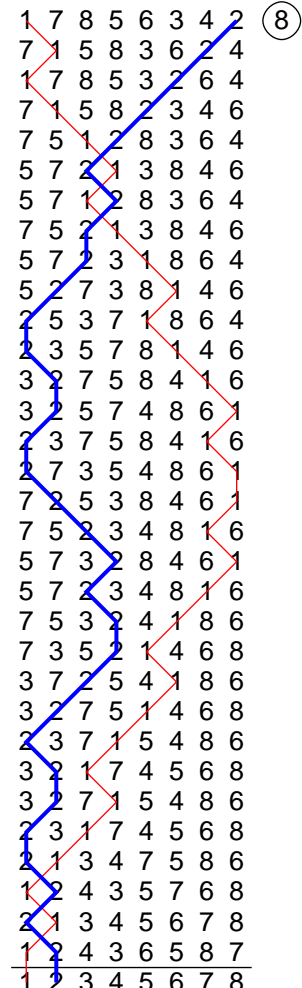 1 7 8 5 6 3 4 2 8
7 1 5 8 3 6 2 4
1 7 8 5 3 2 6 4
7 1 5 8 2 3 4 6
7 5 1 2 8 3 6 4
5 7 2 1 3 8 4 6
5 7 1 2 8 3 6 4
7 5 2 1 3 8 4 6
5 7 2 3 1 8 6 4
5 2 7 3 8 1 4 6
2 5 3 7 1 8 6 4
2 3 5 7 8 1 4 6
3 2 7 5 8 4 1 6
3 2 5 7 4 8 6 1
2 3 7 5 8 4 1 6
2 7 3 5 4 8 6 1
7 2 5 3 8 4 6 1
7 5 2 3 4 8 1 6
5 7 3 2 8 4 6 1
5 7 2 3 4 8 1 6
7 5 3 2 4 1 8 6
7 3 5 2 1 4 6 8
3 7 2 5 4 1 8 6
3 2 7 5 1 4 6 8
2 3 7 1 5 4 8 6
3 2 1 7 4 5 6 8
3 2 7 1 5 4 8 6
2 3 1 7 4 5 6 8
2 1 3 4 7 5 8 6
1 2 4 3 5 7 6 8
2 1 3 4 5 6 7 8
1 2 4 3 6 5 8 7
1 2 3 4 5 6 7 8